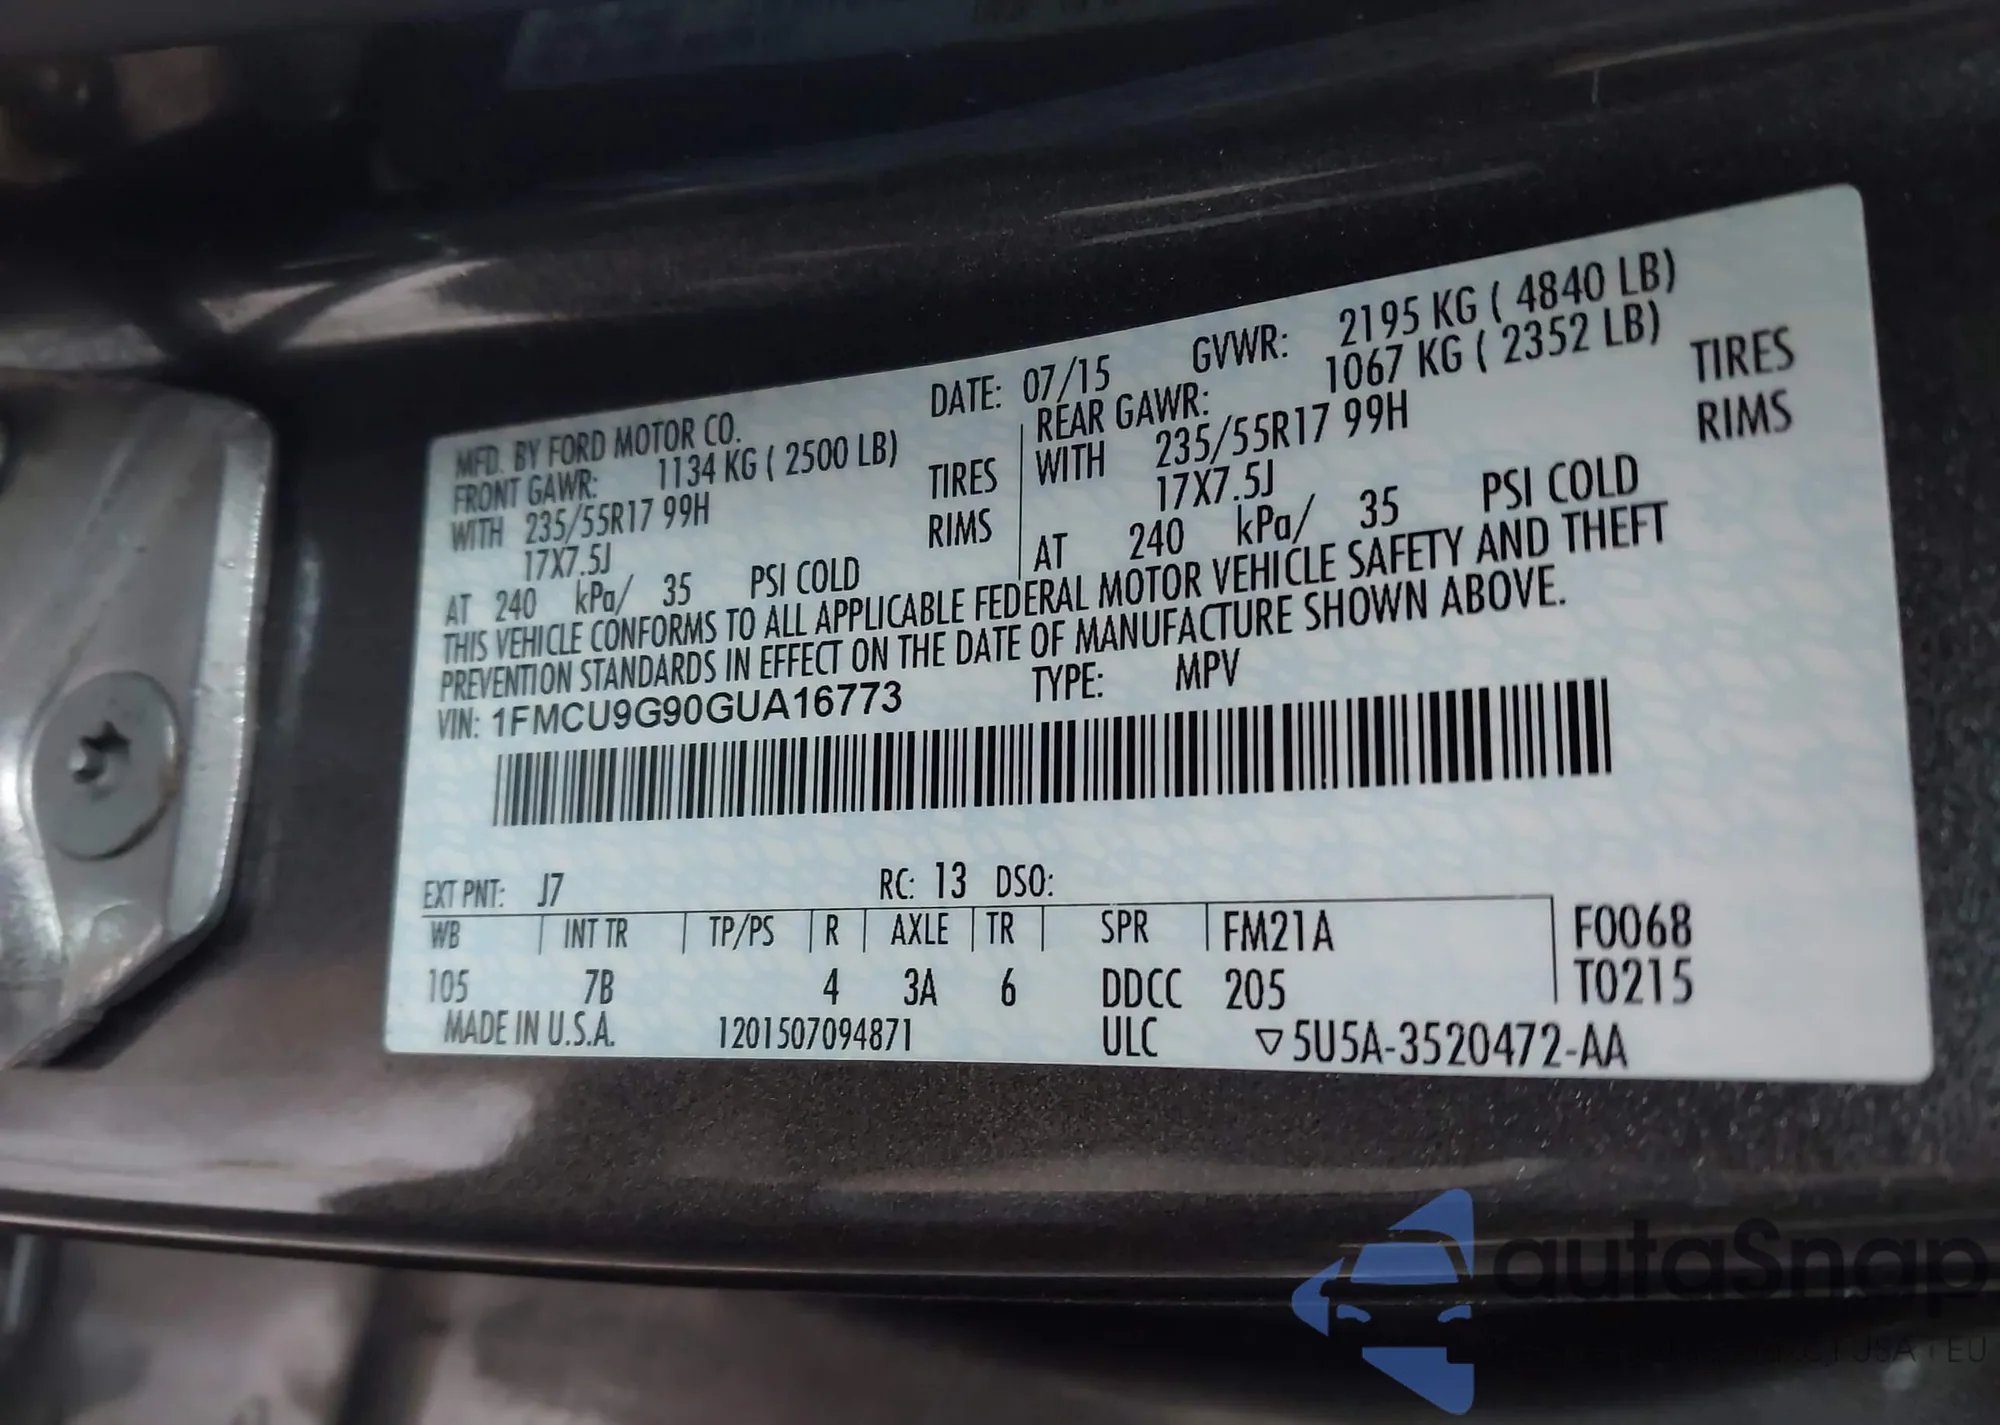 MFD. BY FORD MOTOR CO. DATE: 07/15 GVWR: 2195 KG ( 4840 LB)
FRONT GAWR: 1134 KG ( 2500 LB) REAR GAWR: 1067 KG ( 2352 LB)
WITH 235/55R17 99H TIRES WITH 235/55R17 99H TIRES
17X7.5J RIMS 17X7.5J RIMS
AT 240 kPa/ 35 PSI COLD AT 240 kPa/ 35 PSI COLD
THIS VEHICLE CONFORMS TO ALL APPLICABLE FEDERAL MOTOR VEHICLE SAFETY AND THEFT
PREVENTION STANDARDS IN EFFECT ON THE DATE OF MANUFACTURE SHOWN ABOVE.
VIN: 1FMCU9G90GUA16773 TYPE: MPV
EXT PNT: J7 RC: 13 DSO:
WB INT TR TP/PS R AXLE TR SPR FM21A F0068
105 7B 4 3A 6 DDCC 205 T0215
MADE IN U.S.A. 1201507094871 ULC ▽5U5A-3520472-AA
autaSnap
USA EU